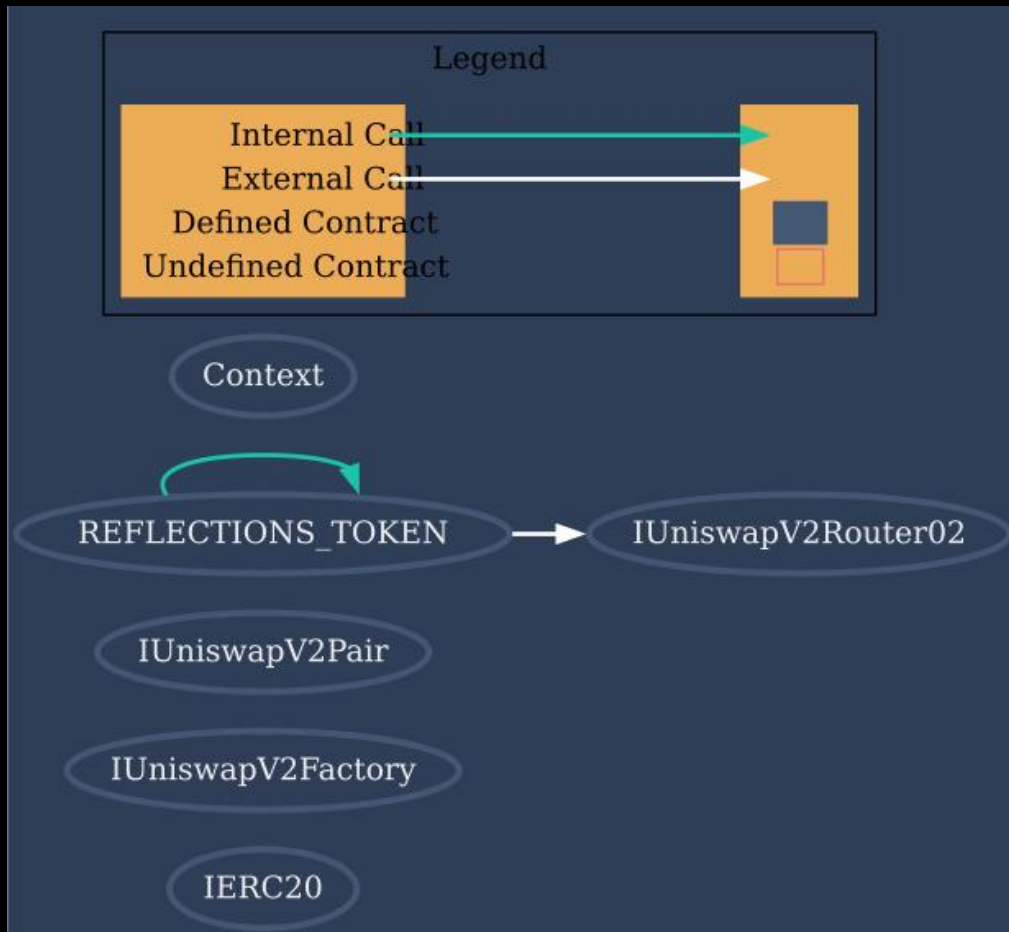 Legend
Internal Call
External Call
Defined Contract
Undefined Contract
Context
REFLECTIONS_TOKEN
IUniswapV2Router02
IUniswapV2Pair
IUniswapV2Factory
IERC20